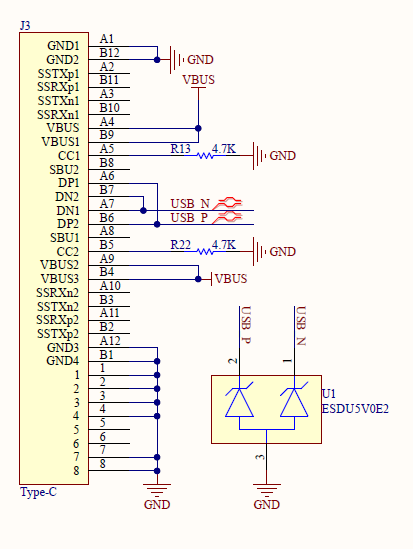 J3
GND1 A1
GND2 B12 GND
SSTXp1 A2
SSRXp1 B11 VBUS
SSTXn1 A3
SSRXn1 B10
VBUS A4
VBUS1 B9
CC1 A5 R13 4.7K GND
SBU2 B8
DP1 A6
DN2 B7
DN1 A7 USB_N
DP2 B6 USB_P
SBU1 A8
CC2 B5 R22 4.7K GND
VBUS2 A9
VBUS3 B4 VBUS
SSRXn2 A10
SSTXn2 B3
SSRXp2 A11
SSTXp2 B2
GND3 A12
GND4 B1
1 1
2 2
3 3
4 4
5 5
6 6
7 7
8 8
Type-C
GND
USB_P
USB_N
2
1
U1
ESDU5V0E2
3
GND